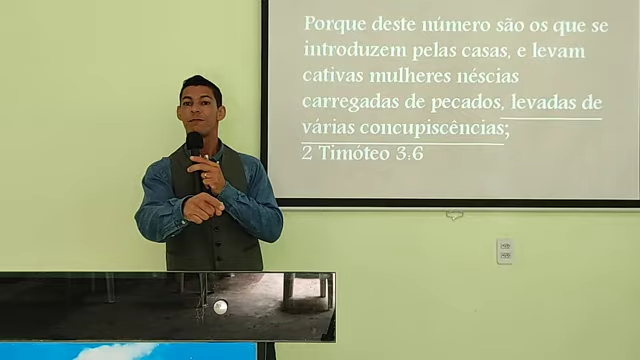 Porque deste número são os que se
introduzem pelas casas, e levam
cativas mulheres néscias
carregadas de pecados, levadas de
várias concupiscências;
2 Timóteo 3:6